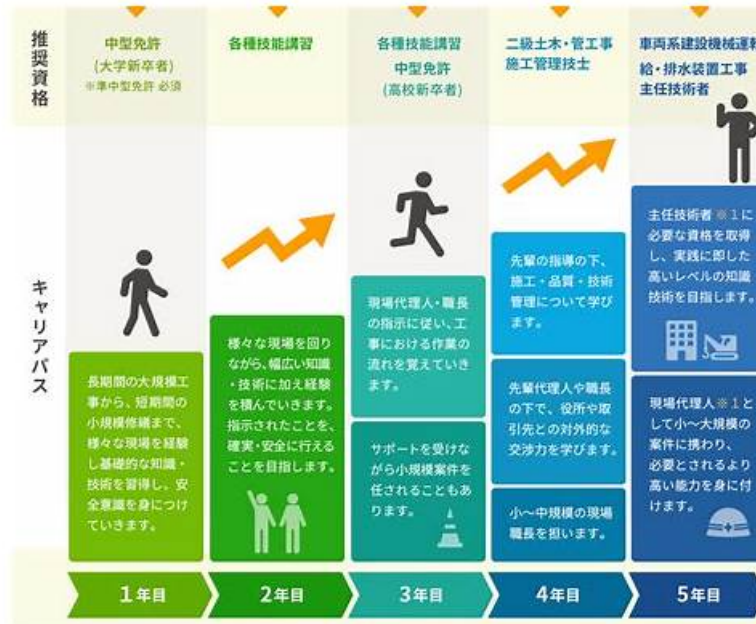 推奨資格
中型免許
(大学新卒者)
※準中型免許 必須
各種技能講習
各種技能講習
中型免許
(高校新卒者)
二級土木・管工事
施工管理技士
車両系建設機械運転
給・排水装置工事
主任技術者
キャリアパス
長期間の大規模工
事から、短期間の
小規模修繕まで、
様々な現場を経験
し基礎的な知識・
技術を習得し、安
全意識を身につけ
ていきます。
様々な現場を回り
ながら、幅広い知識
・技術に加え経験
を積んでいきます。
指示されたことを、
確実・安全に行える
ことを目指します。
現場代理人・職長
の指示に従い、工
事における作業の
流れを覚えていき
ます。
サポートを受けな
がら小規模案件を
任されることもあ
ります。
先輩の指導の下、
施工・品質・技術
管理について学び
ます。
先輩代理人や職長
の下で、役所や取
引先との対外的な
交渉力を学びます。
小〜中規模の現場
職長を担います。
主任技術者※1に
必要な資格を取得
し、実践に即した
高いレベルの知識
技術を目指します。
現場代理人※1と
して小〜大規模の
案件に携わり、
必要とされるより
高い能力を身に付
けます。
1年目
2年目
3年目
4年目
5年目